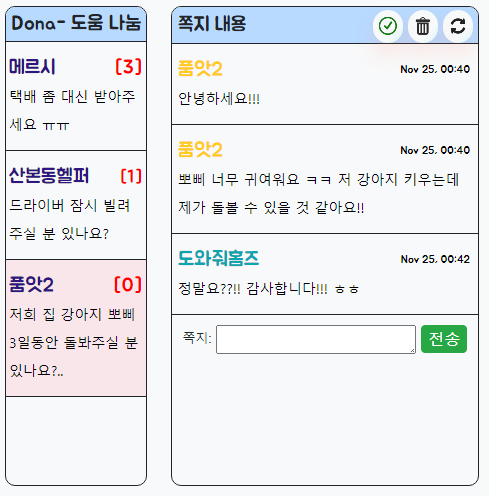 Dona- 도움 나눔
메르시 [3]
택배 좀 대신 받아주
세요 ㅠㅠ
산본동헬퍼 [1]
드라이버 잠시 빌려
주실 분 있나요?
품앗2 [0]
저희 집 강아지 뽀삐
3일동안 돌봐주실 분
있나요?..
쪽지 내용
품앗2 Nov 25, 00:40
안녕하세요!!!
품앗2 Nov 25, 00:40
뽀삐 너무 귀여워요 ㅋㅋ 저 강아지 키우는데
제가 돌볼 수 있을 것 같아요!!
도와줘홈즈 Nov 25, 00:42
정말요??!! 감사합니다!!! ㅎㅎ
쪽지: 전송